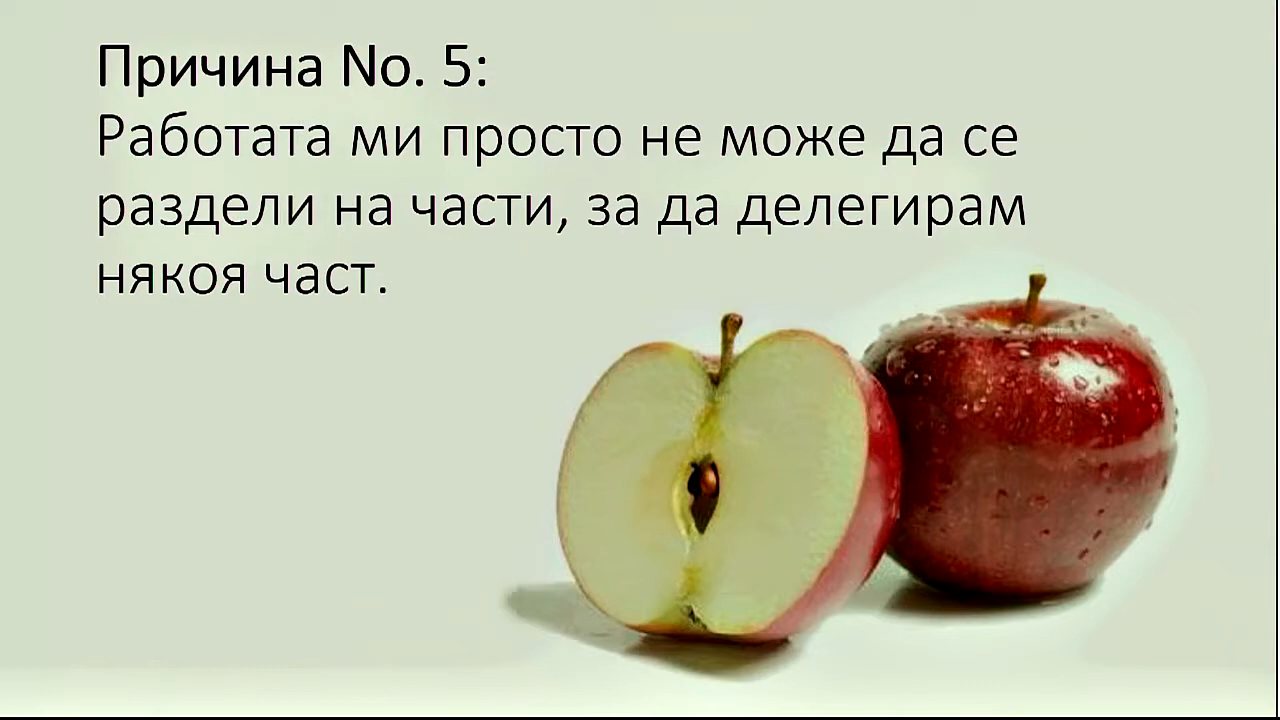 Причина No. 5:
Работата ми просто не може да се
раздели на части, за да делегирам
някоя част.